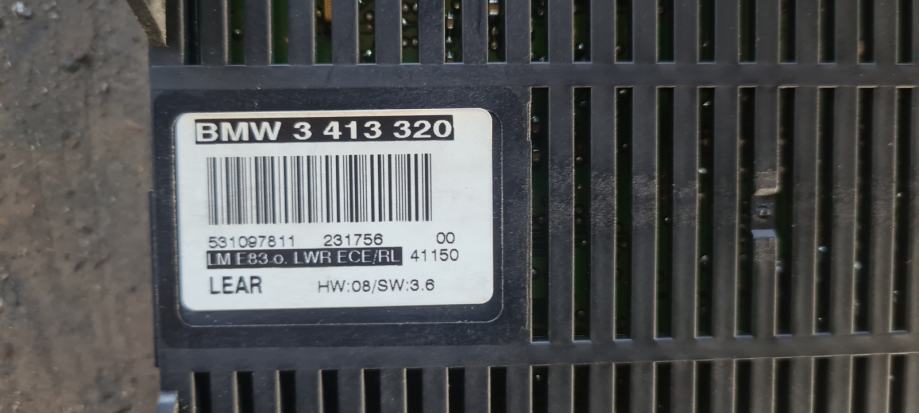 BMW 3 413 320
531097811 231756 00
LM E83 o. LWR ECE/RL 41150
LEAR HW:08/SW:3.6